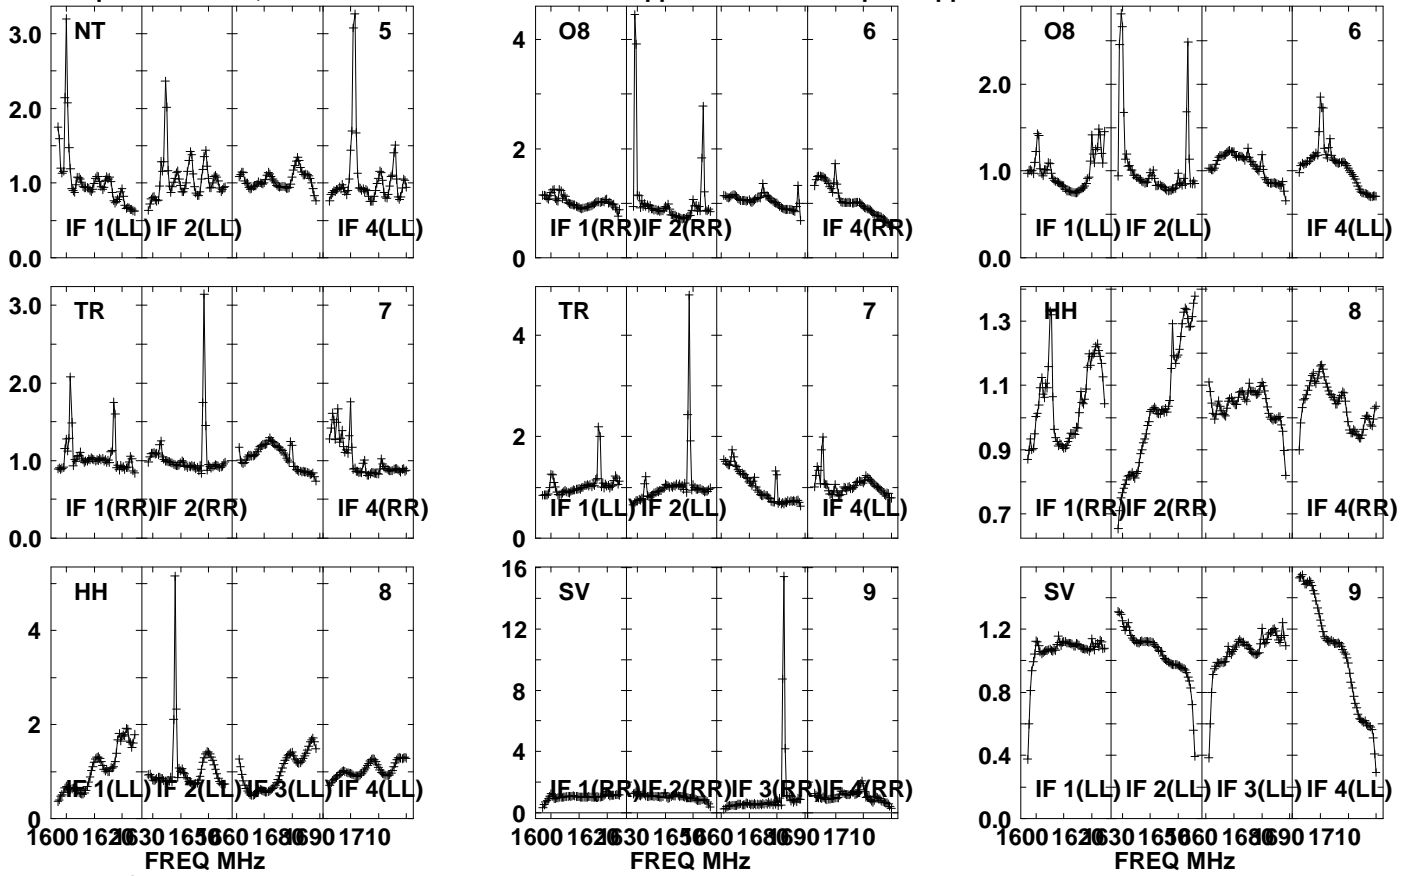 NT 5
3.0
2.0
1.0
0.0
IF 1(LL) IF 2(LL) IF 4(LL)
O8 6
4
2
0
IF 1(RR) IF 2(RR) IF 4(RR)
O8 6
2.0
1.0
0.0
IF 1(LL) IF 2(LL) IF 4(LL)
TR 7
3.0
2.0
1.0
0.0
IF 1(RR) IF 2(RR) IF 4(RR)
TR 7
4
2
0
IF 1(LL) IF 2(LL) IF 4(LL)
HH 8
1.3
1.1
0.9
0.7
IF 1(RR) IF 2(RR) IF 4(RR)
HH 8
4
2
0
IF 1(LL) IF 2(LL) IF 3(LL) IF 4(LL)
1600 1620 1630 1650 1660 1680 1690 1710
FREQ MHz
SV 9
16
12
8
4
0
IF 1(RR) IF 2(RR) IF 3(RR) IF 4(RR)
1600 1620 1630 1650 1660 1680 1690 1710
FREQ MHz
SV 9
1.2
0.8
0.4
0.0
IF 1(LL) IF 2(LL) IF 3(LL) IF 4(LL)
1600 1620 1630 1650 1660 1680 1690 1710
FREQ MHz